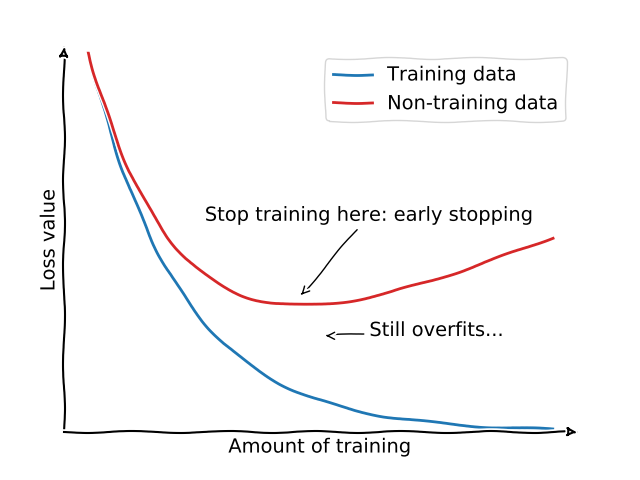 Training data
Non-training data
Stop training here: early stopping
Still overfits...
Loss value
Amount of training